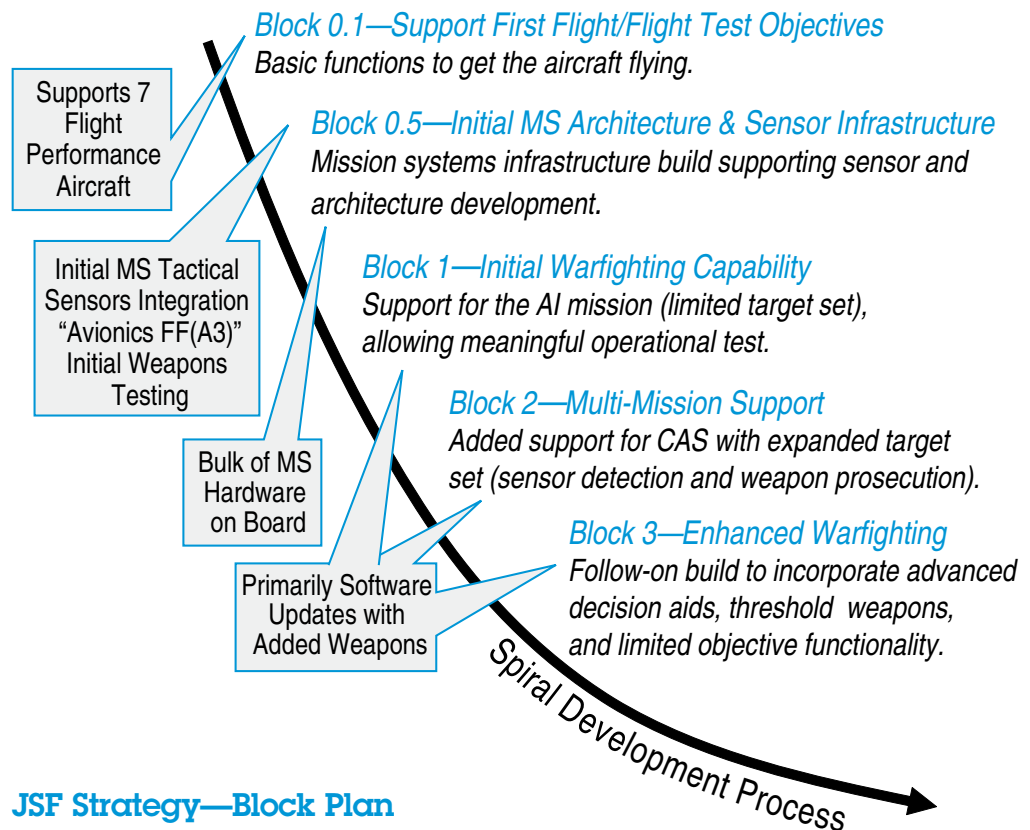 Block 0.1—Support First Flight/Flight Test Objectives
Basic functions to get the aircraft flying.
Supports 7
Flight
Performance
Aircraft
Block 0.5—Initial MS Architecture & Sensor Infrastructure
Mission systems infrastructure build supporting sensor and
architecture development.
Initial MS Tactical
Sensors Integration
“Avionics FF(A3)”
Initial Weapons
Testing
Block 1—Initial Warfighting Capability
Support for the AI mission (limited target set),
allowing meaningful operational test.
Bulk of MS
Hardware
on Board
Block 2—Multi-Mission Support
Added support for CAS with expanded target
set (sensor detection and weapon prosecution).
Primarily Software
Updates with
Added Weapons
Block 3—Enhanced Warfighting
Follow-on build to incorporate advanced
decision aids, threshold weapons,
and limited objective functionality.
Spiral Development Process
JSF Strategy—Block Plan